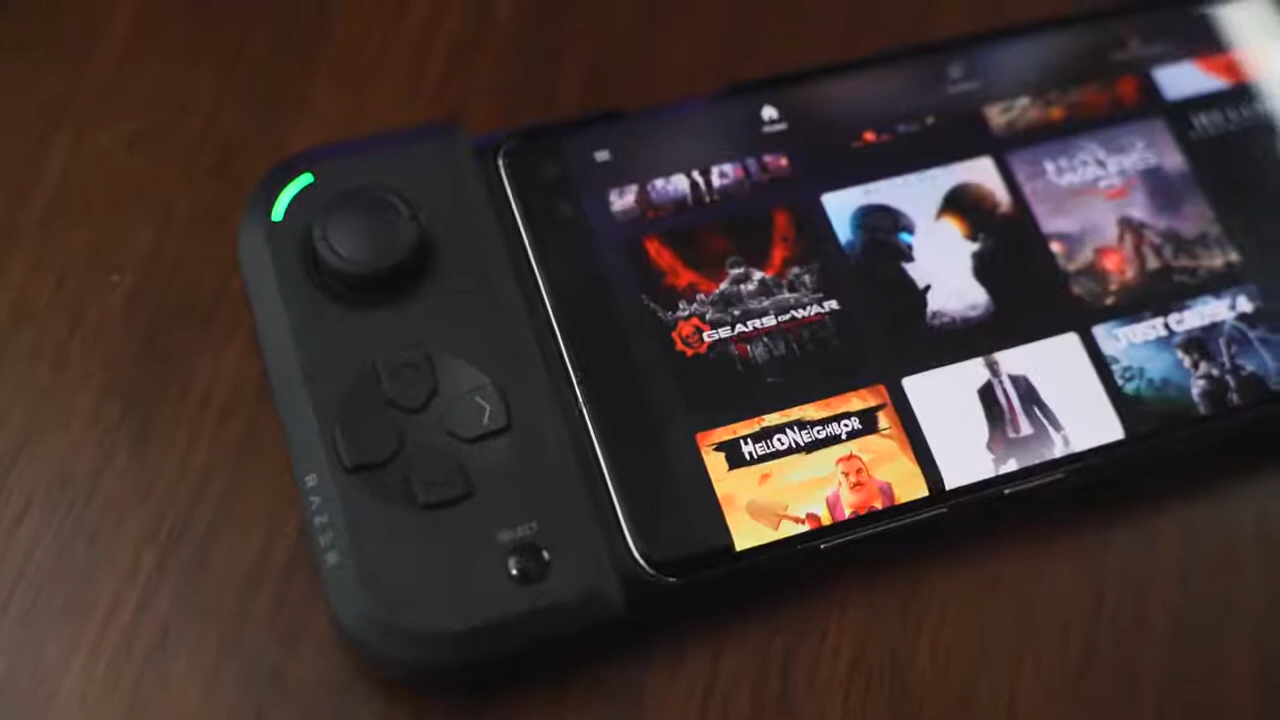 HALO WARS
GEARS OF WAR
JUST CAUSE 4
HELLO NEIGHBOR
RAZER
SELECT